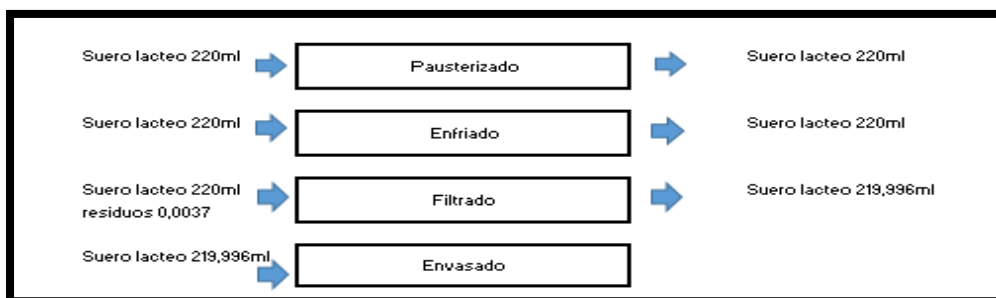 Suero lacteo 220ml
Pausterizado
Suero lacteo 220ml
Suero lacteo 220ml
Enfriado
Suero lacteo 220ml
Suero lacteo 220ml
residuos 0,0037
Filtrado
Suero lacteo 219,996ml
Suero lacteo 219,996ml
Envasado